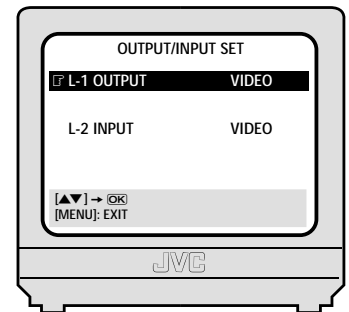 OUTPUT/INPUT SET
☞ L-1 OUTPUT VIDEO
L-2 INPUT VIDEO
[▲▼] → OK
[MENU]: EXIT
JVC